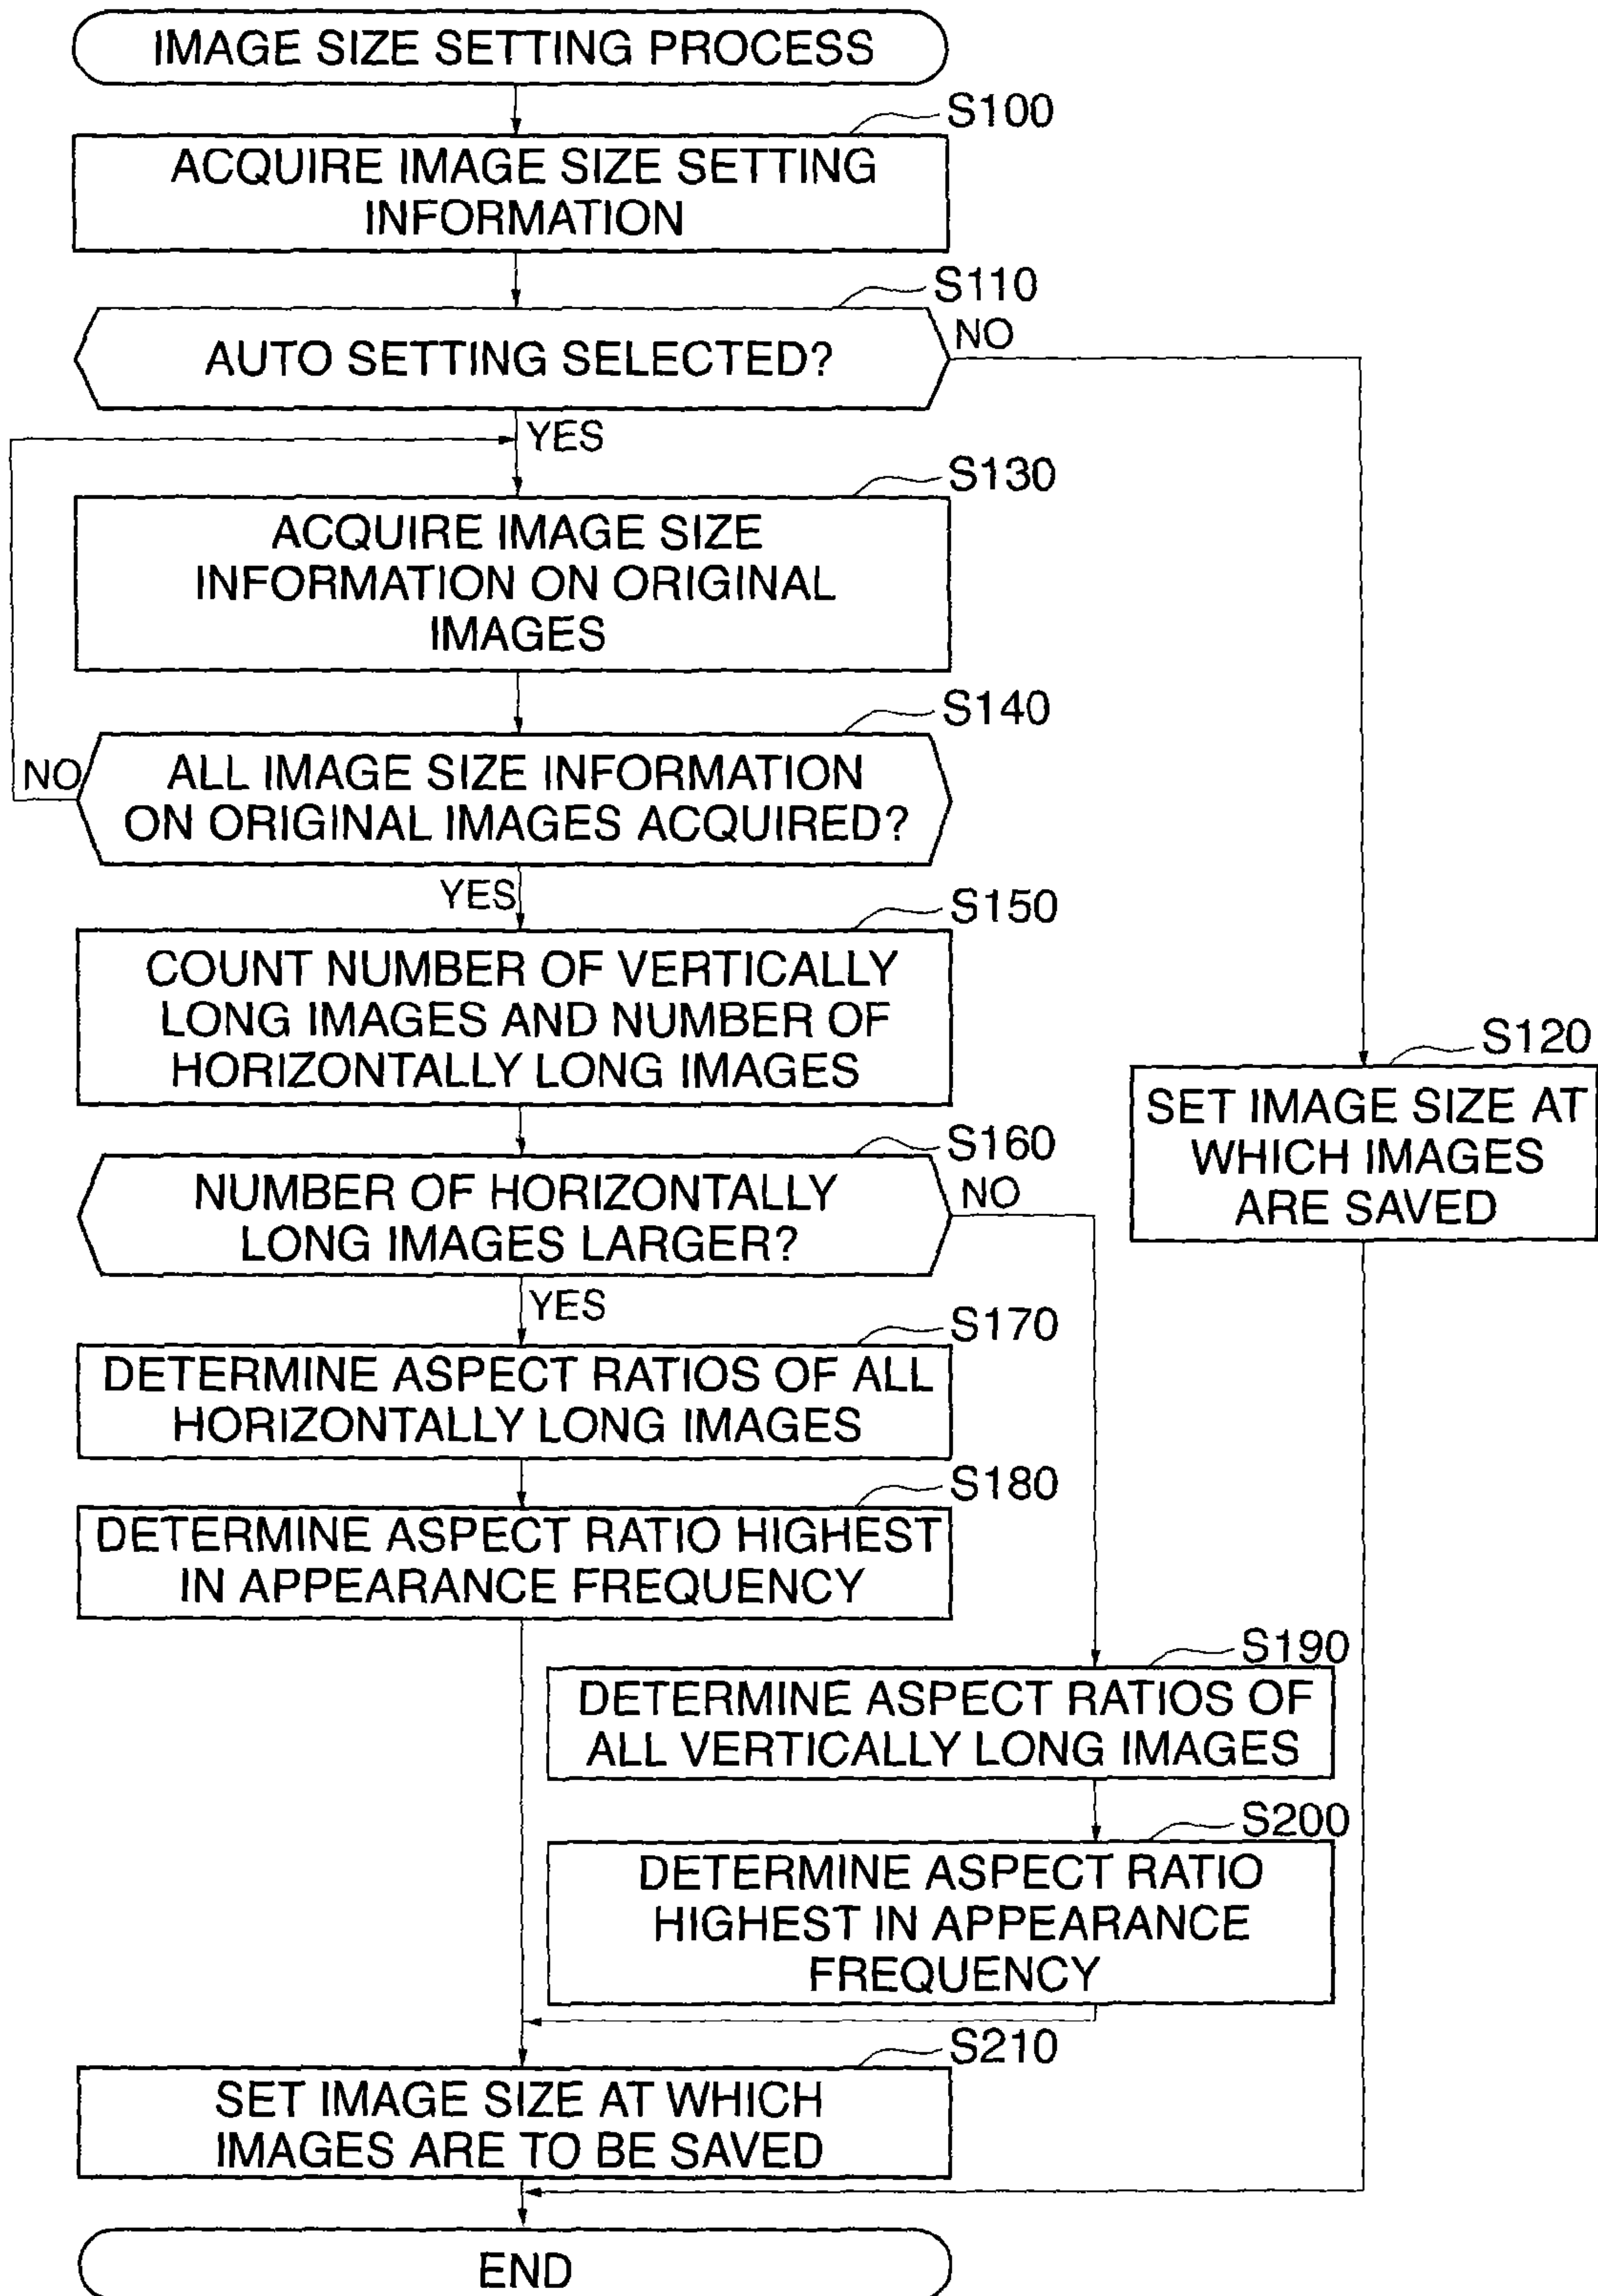 IMAGE SIZE SETTING PROCESS
S100
ACQUIRE IMAGE SIZE SETTING
INFORMATION
S110
AUTO SETTING SELECTED?
NO
YES
S130
ACQUIRE IMAGE SIZE
INFORMATION ON ORIGINAL
IMAGES
S140
ALL IMAGE SIZE INFORMATION
ON ORIGINAL IMAGES ACQUIRED?
NO
YES
S150
COUNT NUMBER OF VERTICALLY
LONG IMAGES AND NUMBER OF
HORIZONTALLY LONG IMAGES
S120
SET IMAGE SIZE AT
WHICH IMAGES
ARE SAVED
S160
NUMBER OF HORIZONTALLY
LONG IMAGES LARGER?
NO
YES
S170
DETERMINE ASPECT RATIOS OF ALL
HORIZONTALLY LONG IMAGES
S180
DETERMINE ASPECT RATIO HIGHEST
IN APPEARANCE FREQUENCY
S190
DETERMINE ASPECT RATIOS OF
ALL VERTICALLY LONG IMAGES
S200
DETERMINE ASPECT RATIO
HIGHEST IN APPEARANCE
FREQUENCY
S210
SET IMAGE SIZE AT WHICH
IMAGES ARE TO BE SAVED
END